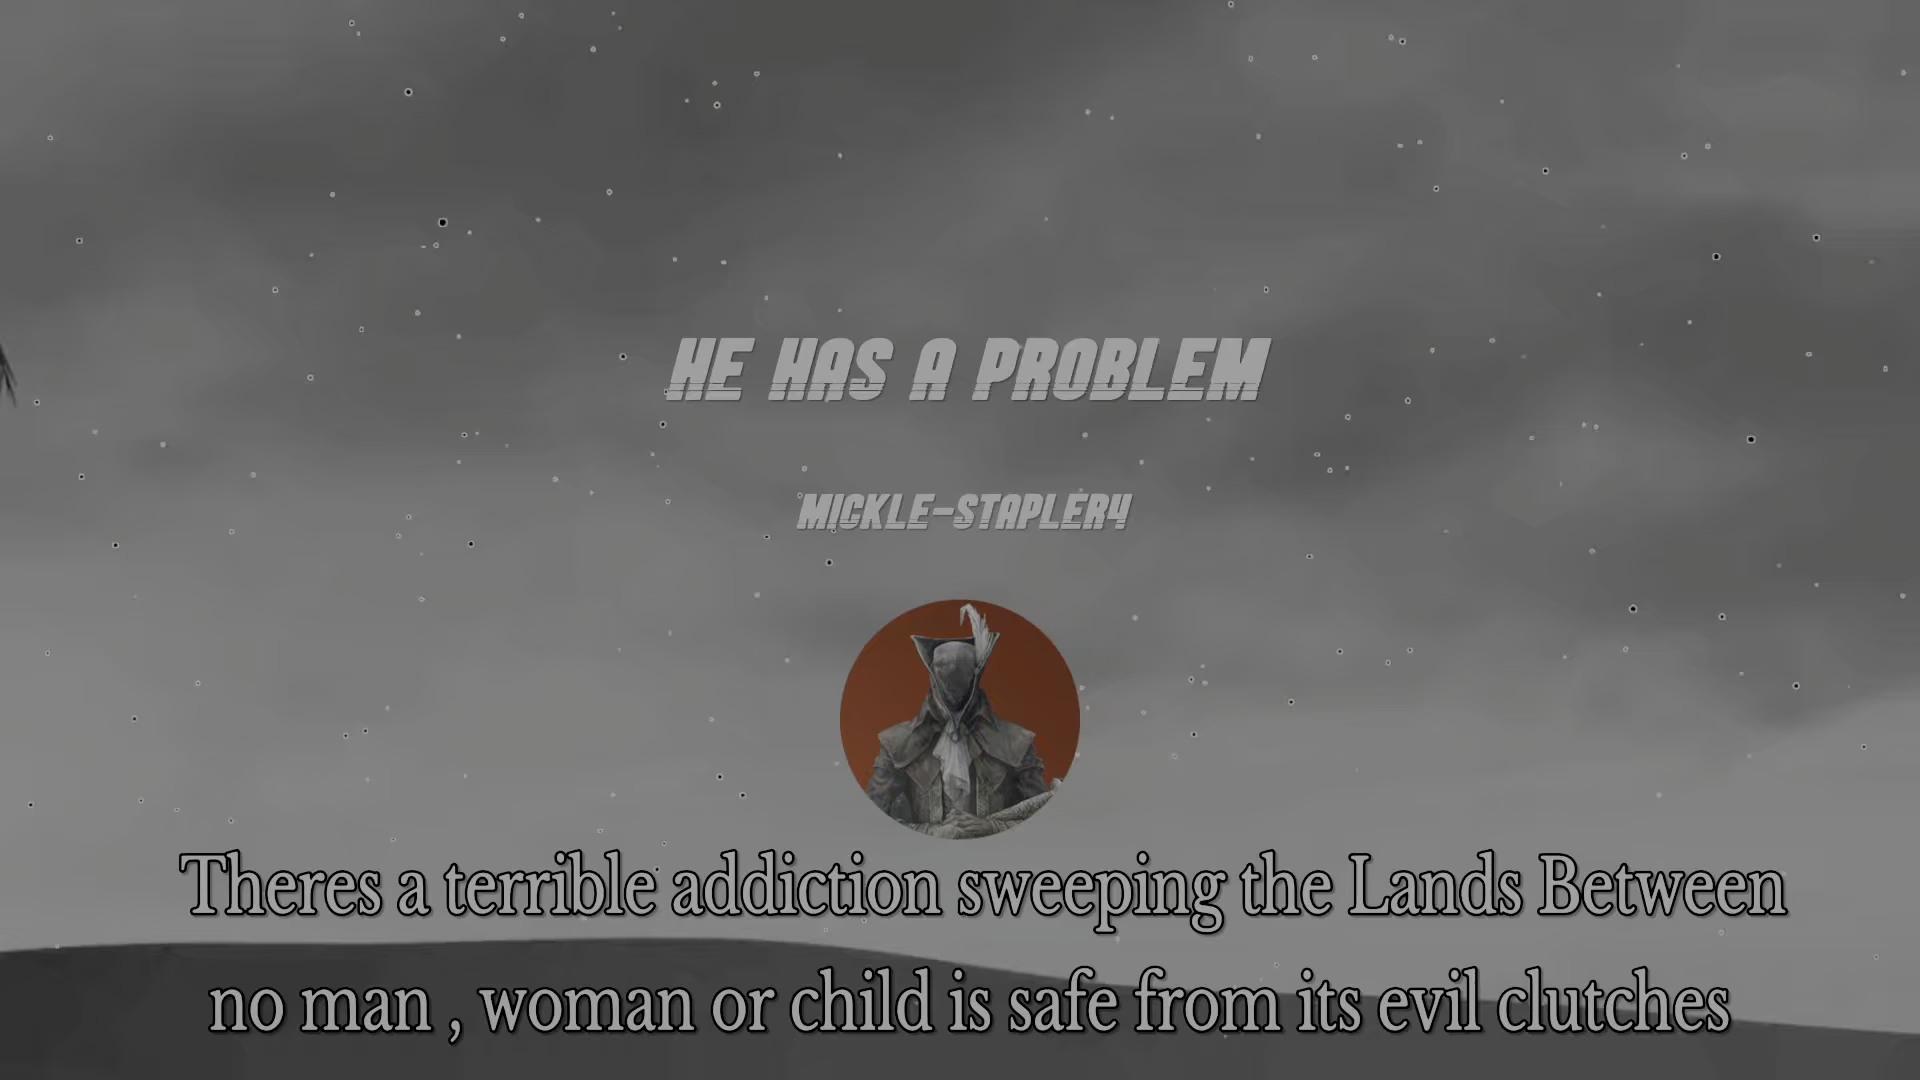 HE HAS A PROBLEM
MICKLE-STAPLER4
Theres a terrible addiction sweeping the Lands Between
no man , woman or child is safe from its evil clutches